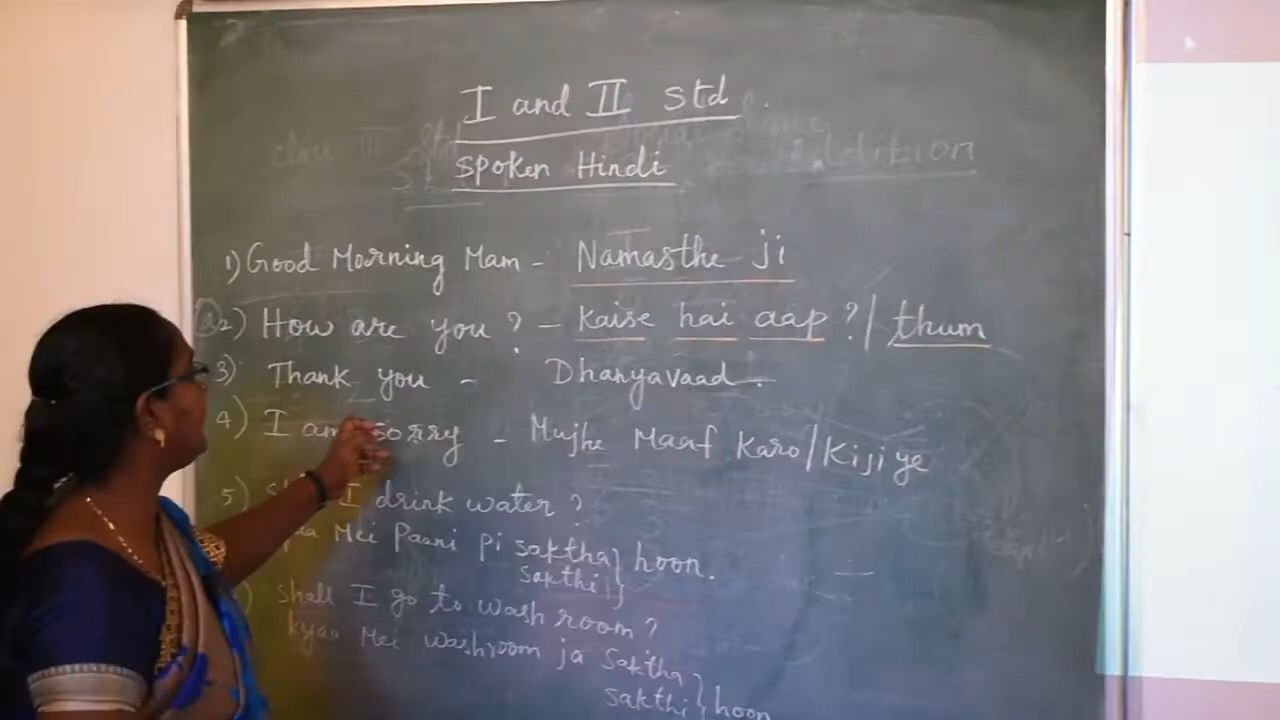 I and II Std
Spoken Hindi
1) Good Morning Mam - Namasthe ji
2) How are you ? - Kaise hai aap ? / thum
3) Thank you - Dhanyavaad.
4) I am sorry - Mujhe Maaf Karo / Kijiye
5) I drink water ?
Mei Paani Pi saktha } hoon.
sakthi
Shall I go to wash room ?
kyaa Mei washroom ja saktha
sakthi } hoon